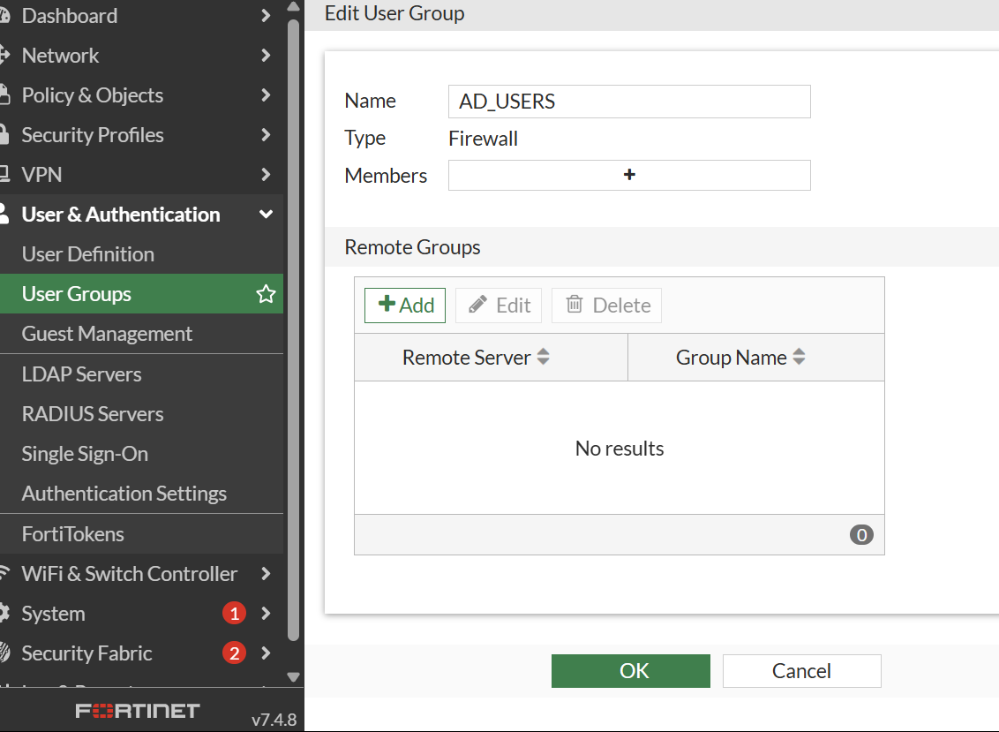 Dashboard
Network
Policy & Objects
Security Profiles
VPN
User & Authentication
User Definition
User Groups
Guest Management
LDAP Servers
RADIUS Servers
Single Sign-On
Authentication Settings
FortiTokens
WiFi & Switch Controller
System 1
Security Fabric 2
FORTINET v7.4.8
Edit User Group
Name AD_USERS
Type Firewall
Members +
Remote Groups
+ Add Edit Delete
Remote Server Group Name
No results
0
OK Cancel